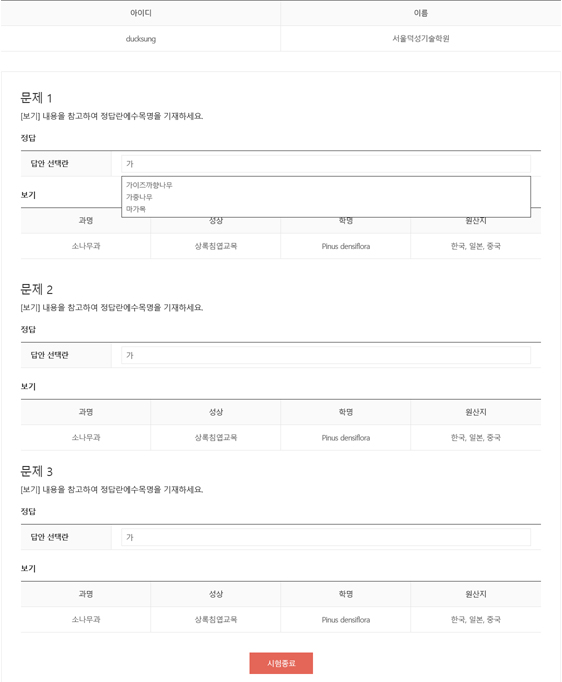 아이디 이름
ducksung 서울덕성기술학원
문제 1
[보기] 내용을 참고하여 정답란에수목명을 기재하세요.
정답
답안 선택란 가
가이즈까향나무
가중나무
마가목
보기
과명 성상 학명 원산지
소나무과 상록침엽교목 Pinus densiflora 한국, 일본, 중국
문제 2
[보기] 내용을 참고하여 정답란에수목명을 기재하세요.
정답
답안 선택란 가
보기
과명 성상 학명 원산지
소나무과 상록침엽교목 Pinus densiflora 한국, 일본, 중국
문제 3
[보기] 내용을 참고하여 정답란에수목명을 기재하세요.
정답
답안 선택란 가
보기
과명 성상 학명 원산지
소나무과 상록침엽교목 Pinus densiflora 한국, 일본, 중국
시험종료